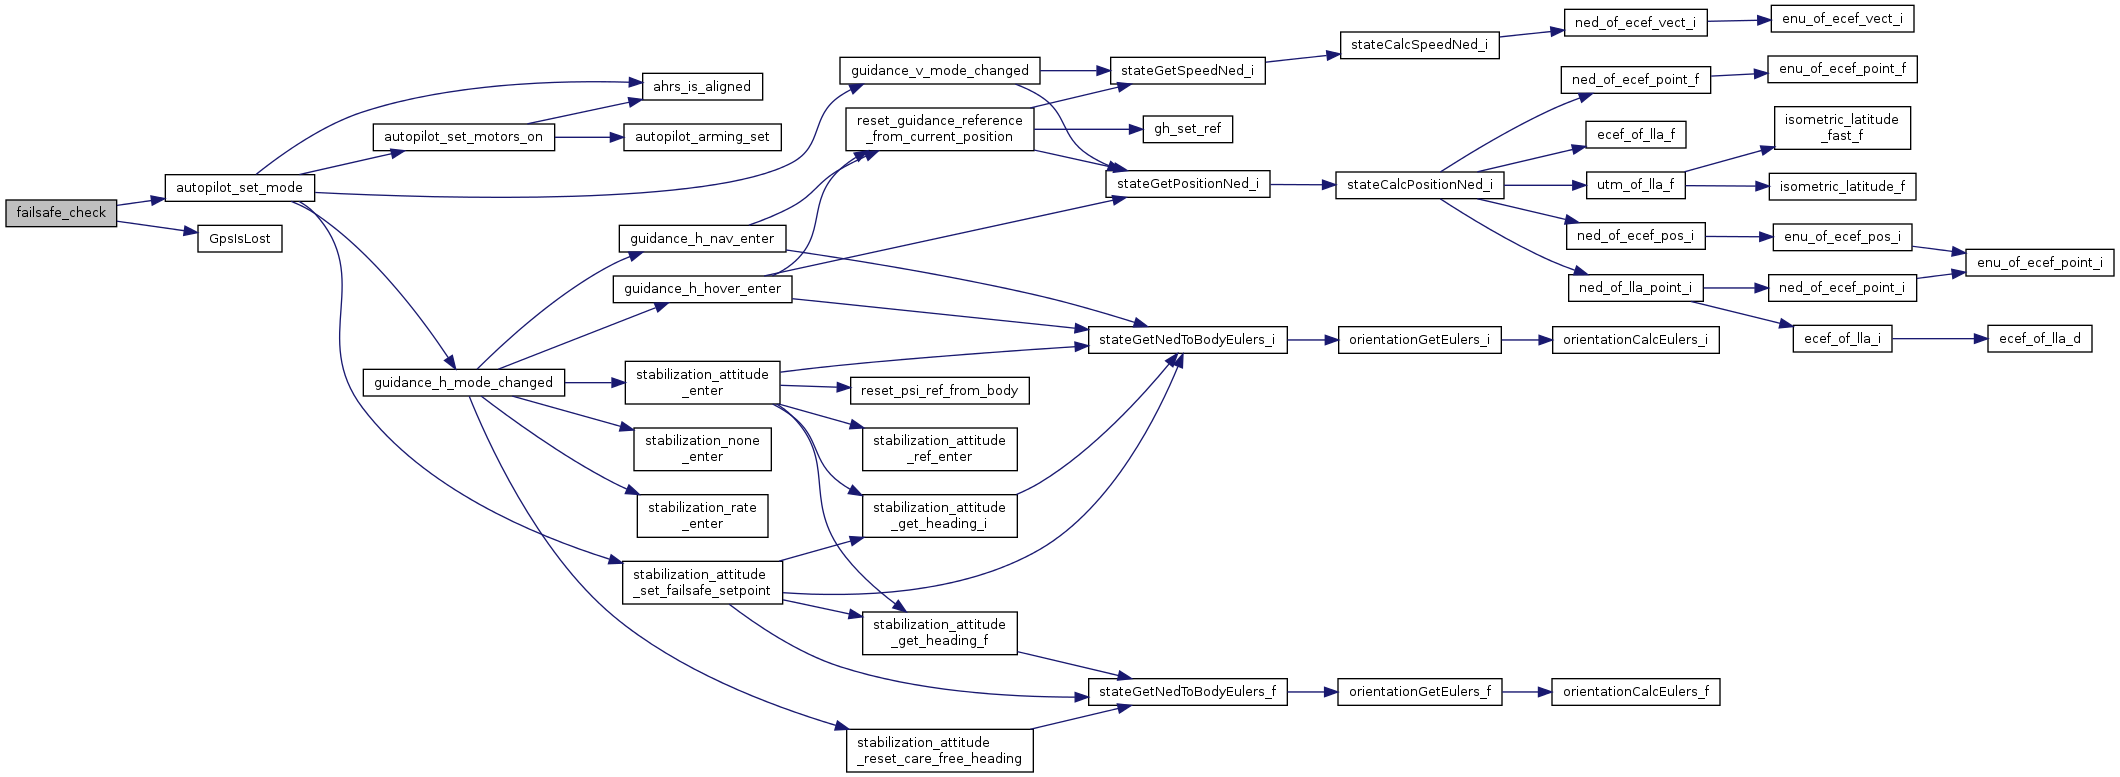 failsafe_check
autopilot_set_mode
GpsIsLost
autopilot_set_motors_on
guidance_h_mode_changed
ahrs_is_aligned
autopilot_arming_set
guidance_h_nav_enter
guidance_h_hover_enter
stabilization_attitude
_enter
stabilization_none
_enter
stabilization_rate
_enter
stabilization_attitude
_set_failsafe_setpoint
guidance_v_mode_changed
reset_guidance_reference
_from_current_position
reset_psi_ref_from_body
stabilization_attitude
_ref_enter
stabilization_attitude
_get_heading_i
stabilization_attitude
_get_heading_f
stabilization_attitude
_reset_care_free_heading
stateGetSpeedNed_i
gh_set_ref
stateGetPositionNed_i
stateGetNedToBodyEulers_i
stateGetNedToBodyEulers_f
stateCalcSpeedNed_i
stateCalcPositionNed_i
orientationGetEulers_i
orientationGetEulers_f
ned_of_ecef_vect_i
ned_of_ecef_point_f
ecef_of_lla_f
utm_of_lla_f
ned_of_ecef_pos_i
ned_of_lla_point_i
orientationCalcEulers_i
orientationCalcEulers_f
enu_of_ecef_vect_i
enu_of_ecef_point_f
isometric_latitude
_fast_f
isometric_latitude_f
enu_of_ecef_pos_i
ned_of_ecef_point_i
ecef_of_lla_i
enu_of_ecef_point_i
ecef_of_lla_d